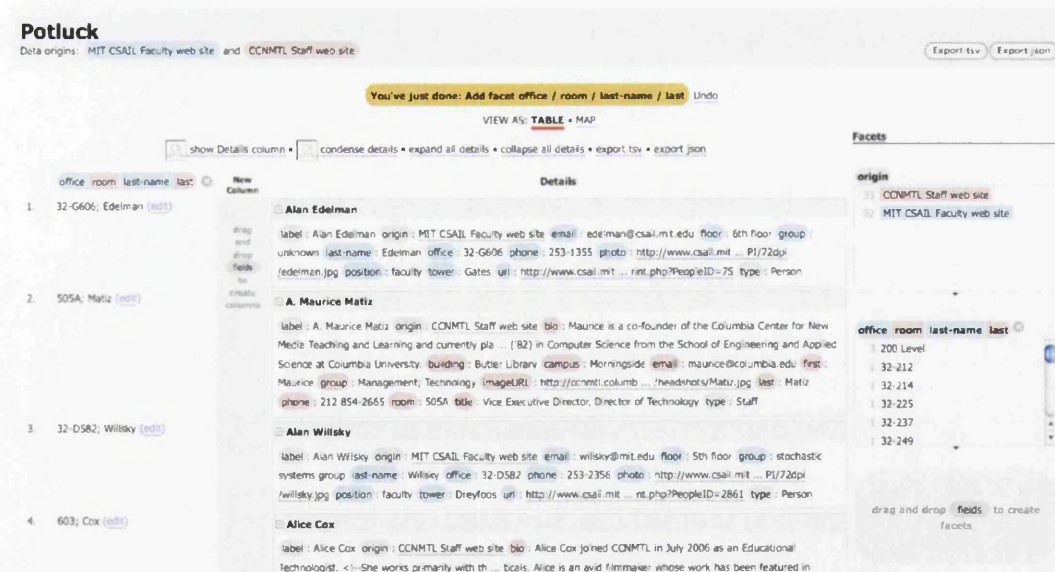 Potluck
Data origins: MIT CSAIL Faculty web site and CCNMTL Staff web site
Export tsv Export json
You've just done: Add facet office / room / last-name / last Undo
VIEW AS: TABLE • MAP
show Details column • condense details • expand all details • collapse all details • export tsv • export json
office room last-name last
New Column
Details
1. 32-G606; Edelman (edit)
drag and drop fields to create columns
Alan Edelman
label : Alan Edelman origin : MIT CSAIL Faculty web site email : edelman@csail.mit.edu floor : 6th floor group :
unknown last-name : Edelman office : 32-G606 phone : 253-1355 photo : http://www.csail.mit ... PI/72dpi
/edelman.jpg position : faculty tower : Gates url : http://www.csail.mit ... rint.php?PeopleID=75 type : Person
2. 505A; Matiz (edit)
A. Maurice Matiz
label : A. Maurice Matiz origin : CCNMTL Staff web site bio : Maurice is a co-founder of the Columbia Center for New
Media Teaching and Learning and currently pla ... ('82) in Computer Science from the School of Engineering and Applied
Science at Columbia University. building : Butler Library campus : Morningside email : maurice@columbia.edu first :
Maurice group : Management; Technology imageURL : http://ccnmtl.columb ... /headshots/Matiz.jpg last : Matiz
phone : 212 854-2665 room : 505A title : Vice Executive Director, Director of Technology type : Staff
3. 32-D582; Willsky (edit)
Alan Willsky
label : Alan Willsky origin : MIT CSAIL Faculty web site email : willsky@mit.edu floor : 5th floor group : stochastic
systems group last-name : Willsky office : 32-D582 phone : 253-2356 photo : http://www.csail.mit ... PI/72dpi
/willsky.jpg position : faculty tower : Dreyfoos url : http://www.csail.mit ... nt.php?PeopleID=2861 type : Person
4. 603; Cox (edit)
Alice Cox
label : Alice Cox origin : CCNMTL Staff web site bio : Alice Cox joined CCNMTL in July 2006 as an Educational
Technologist. <!--She works primarily with th ... bcais. Alice is an avid filmmaker whose work has been featured in
Facets
origin
CCNMTL Staff web site
MIT CSAIL Faculty web site
office room last-name last
200 Level
1 32-212
1 32-214
1 32-225
1 32-237
1 32-249
drag and drop fields to create
facets